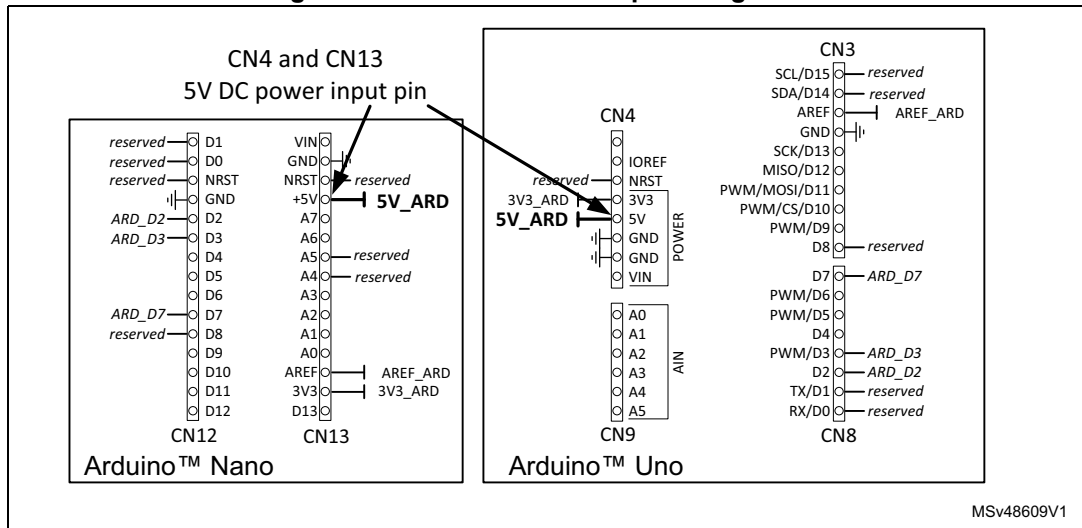 CN4 and CN13
5V DC power input pin
reserved D1
reserved D0
reserved NRST
GND
ARD_D2 D2
ARD_D3 D3
D4
D5
D6
ARD_D7 D7
reserved D8
D9
D10
D11
D12
CN12
VIN
GND
NRST reserved
+5V 5V_ARD
A7
A6
A5 reserved
A4 reserved
A3
A2
A1
A0
AREF AREF_ARD
3V3 3V3_ARD
D13
CN13
Arduino™ Nano
CN4
IOREF
reserved NRST
3V3_ARD 3V3
5V_ARD 5V
GND
GND
VIN
POWER
A0
A1
A2
A3
A4
A5
AIN
CN9
CN3
SCL/D15 reserved
SDA/D14 reserved
AREF AREF_ARD
GND
SCK/D13
MISO/D12
PWM/MOSI/D11
PWM/CS/D10
PWM/D9
D8 reserved
D7 ARD_D7
PWM/D6
PWM/D5
D4
PWM/D3 ARD_D3
D2 ARD_D2
TX/D1 reserved
RX/D0 reserved
CN8
Arduino™ Uno
MSv48609V1